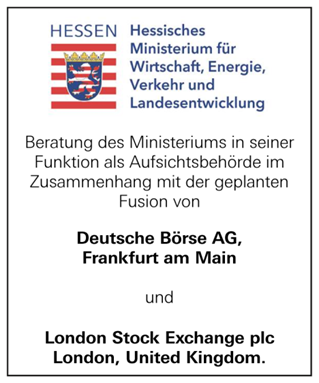 HESSEN
Hessisches
Ministerium für
Wirtschaft, Energie,
Verkehr und
Landesentwicklung
Beratung des Ministeriums in seiner
Funktion als Aufsichtsbehörde im
Zusammenhang mit der geplanten
Fusion von
Deutsche Börse AG,
Frankfurt am Main
und
London Stock Exchange plc
London, United Kingdom.